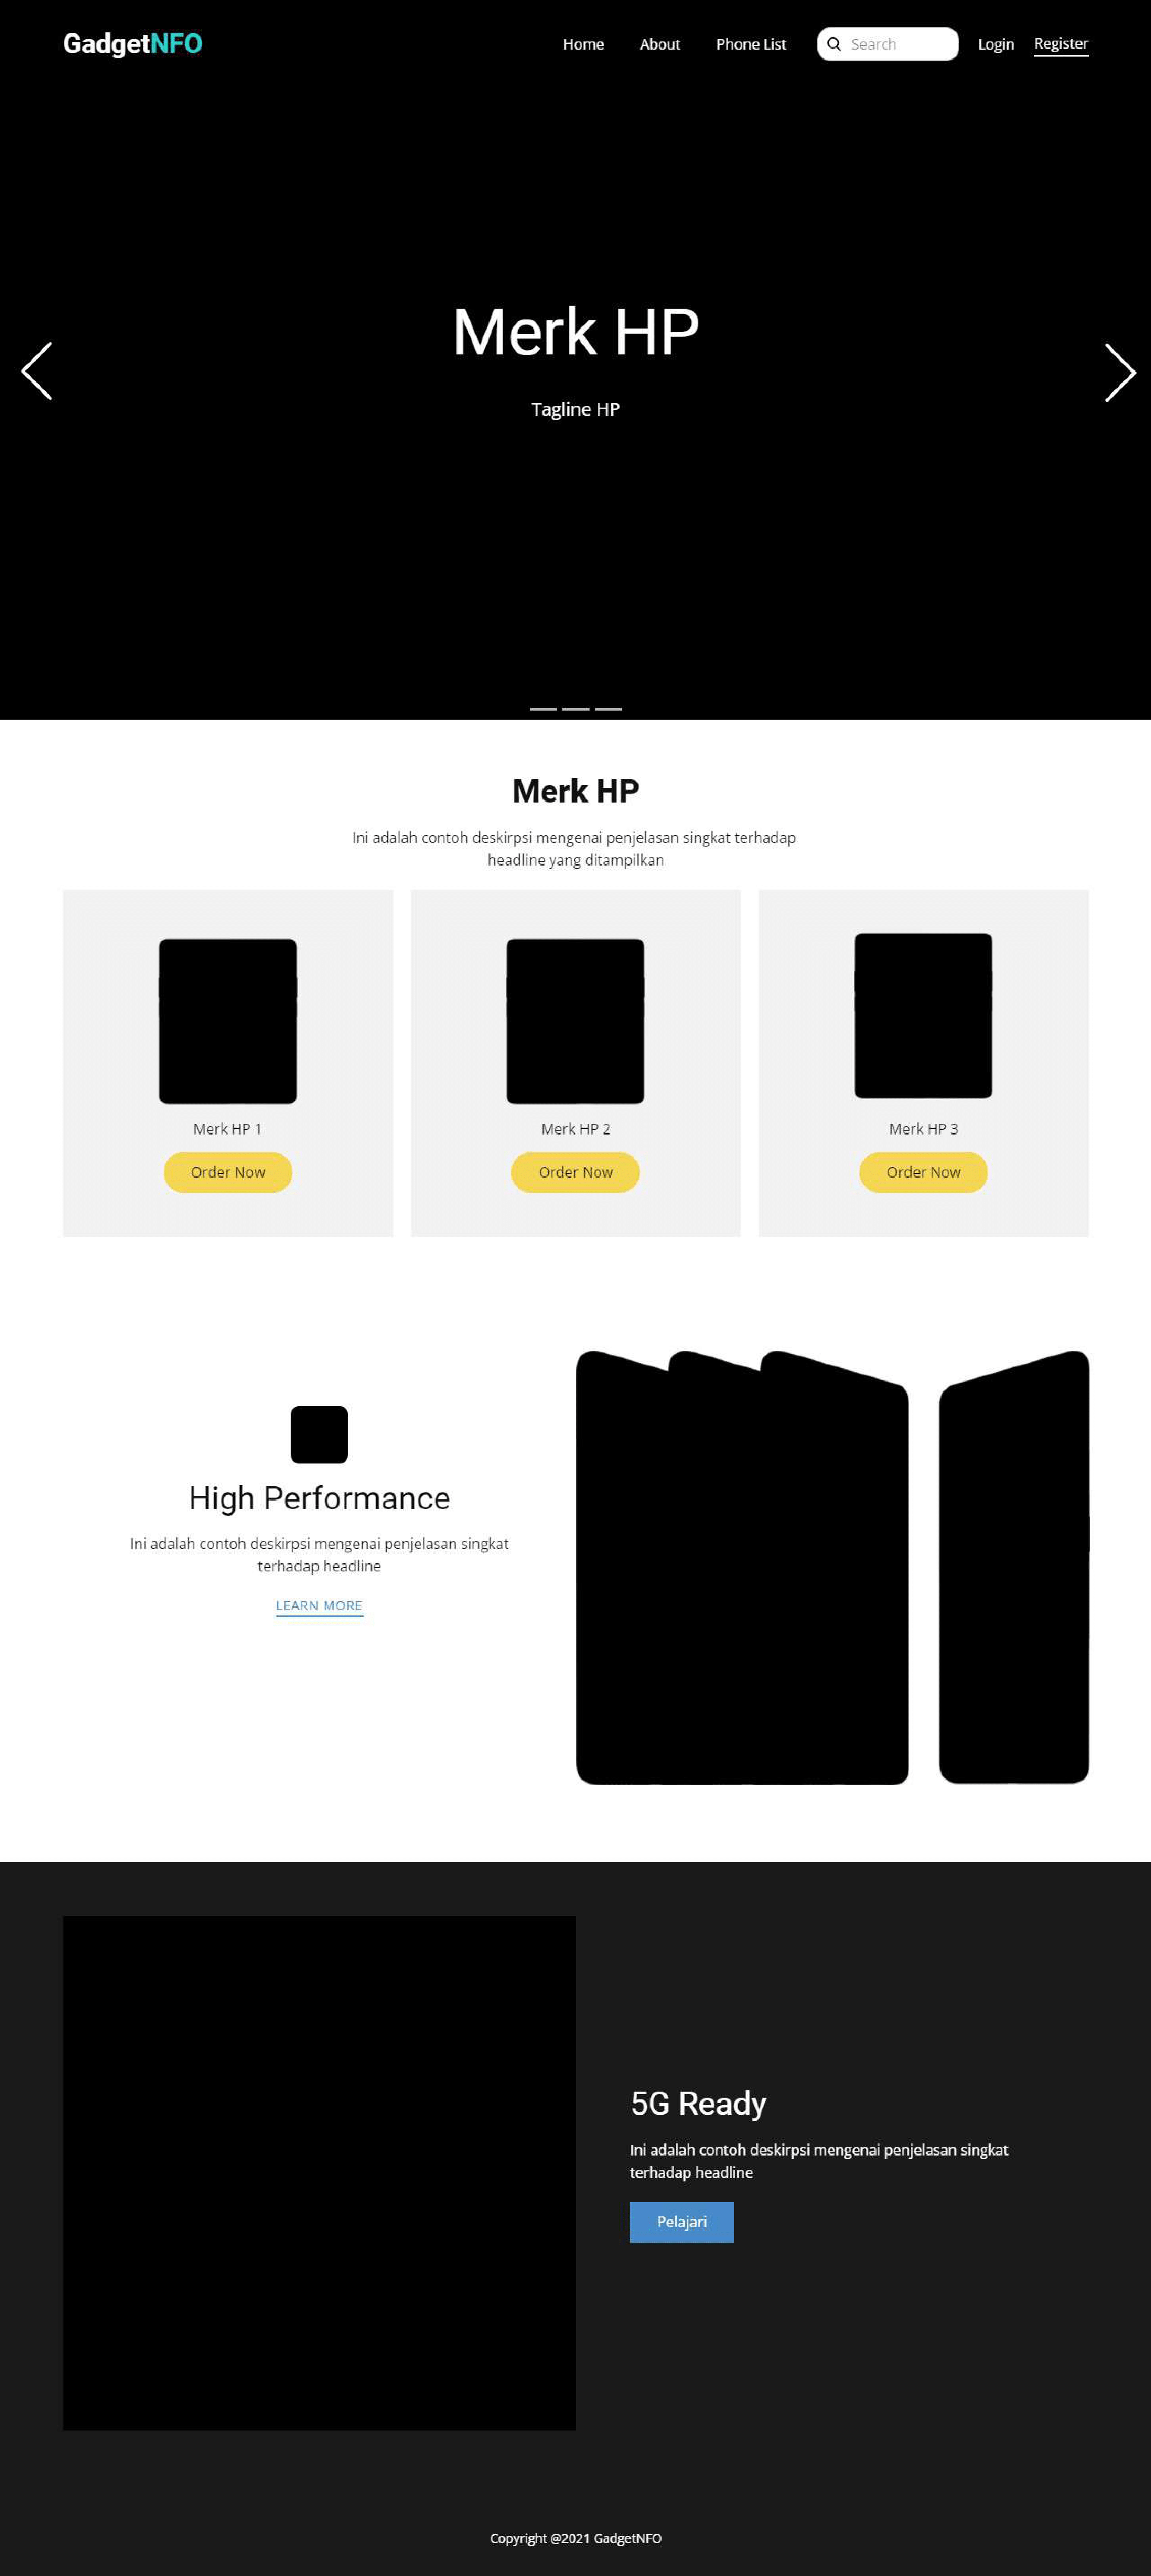 GadgetNFO
Home About Phone List Search Login Register
Merk HP
Tagline HP
Merk HP
Ini adalah contoh deskirpsi mengenai penjelasan singkat terhadap
headline yang ditampilkan
Merk HP 1 Merk HP 2 Merk HP 3
Order Now Order Now Order Now
High Performance
Ini adalah contoh deskirpsi mengenai penjelasan singkat
terhadap headline
LEARN MORE
5G Ready
Ini adalah contoh deskirpsi mengenai penjelasan singkat
terhadap headline
Pelajari
Copyright @2021 GadgetNFO